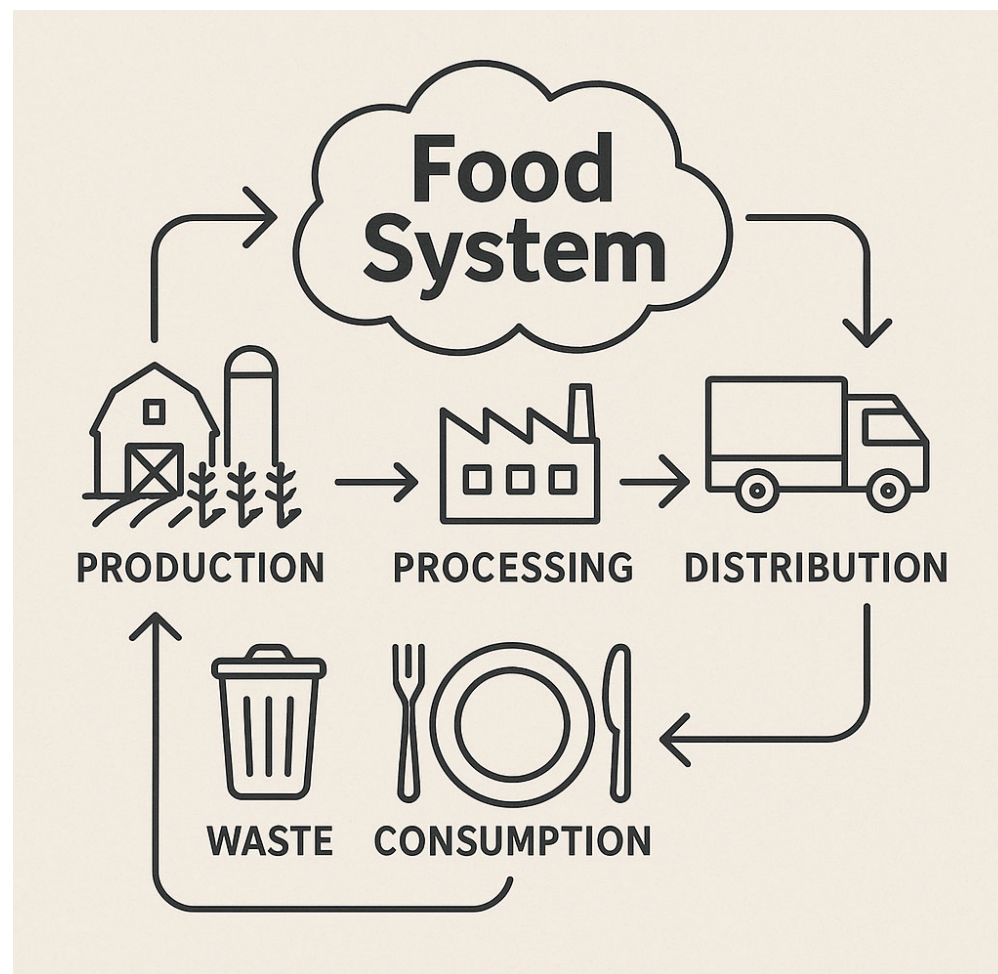 Food
System
PRODUCTION
PROCESSING
DISTRIBUTION
WASTE
CONSUMPTION